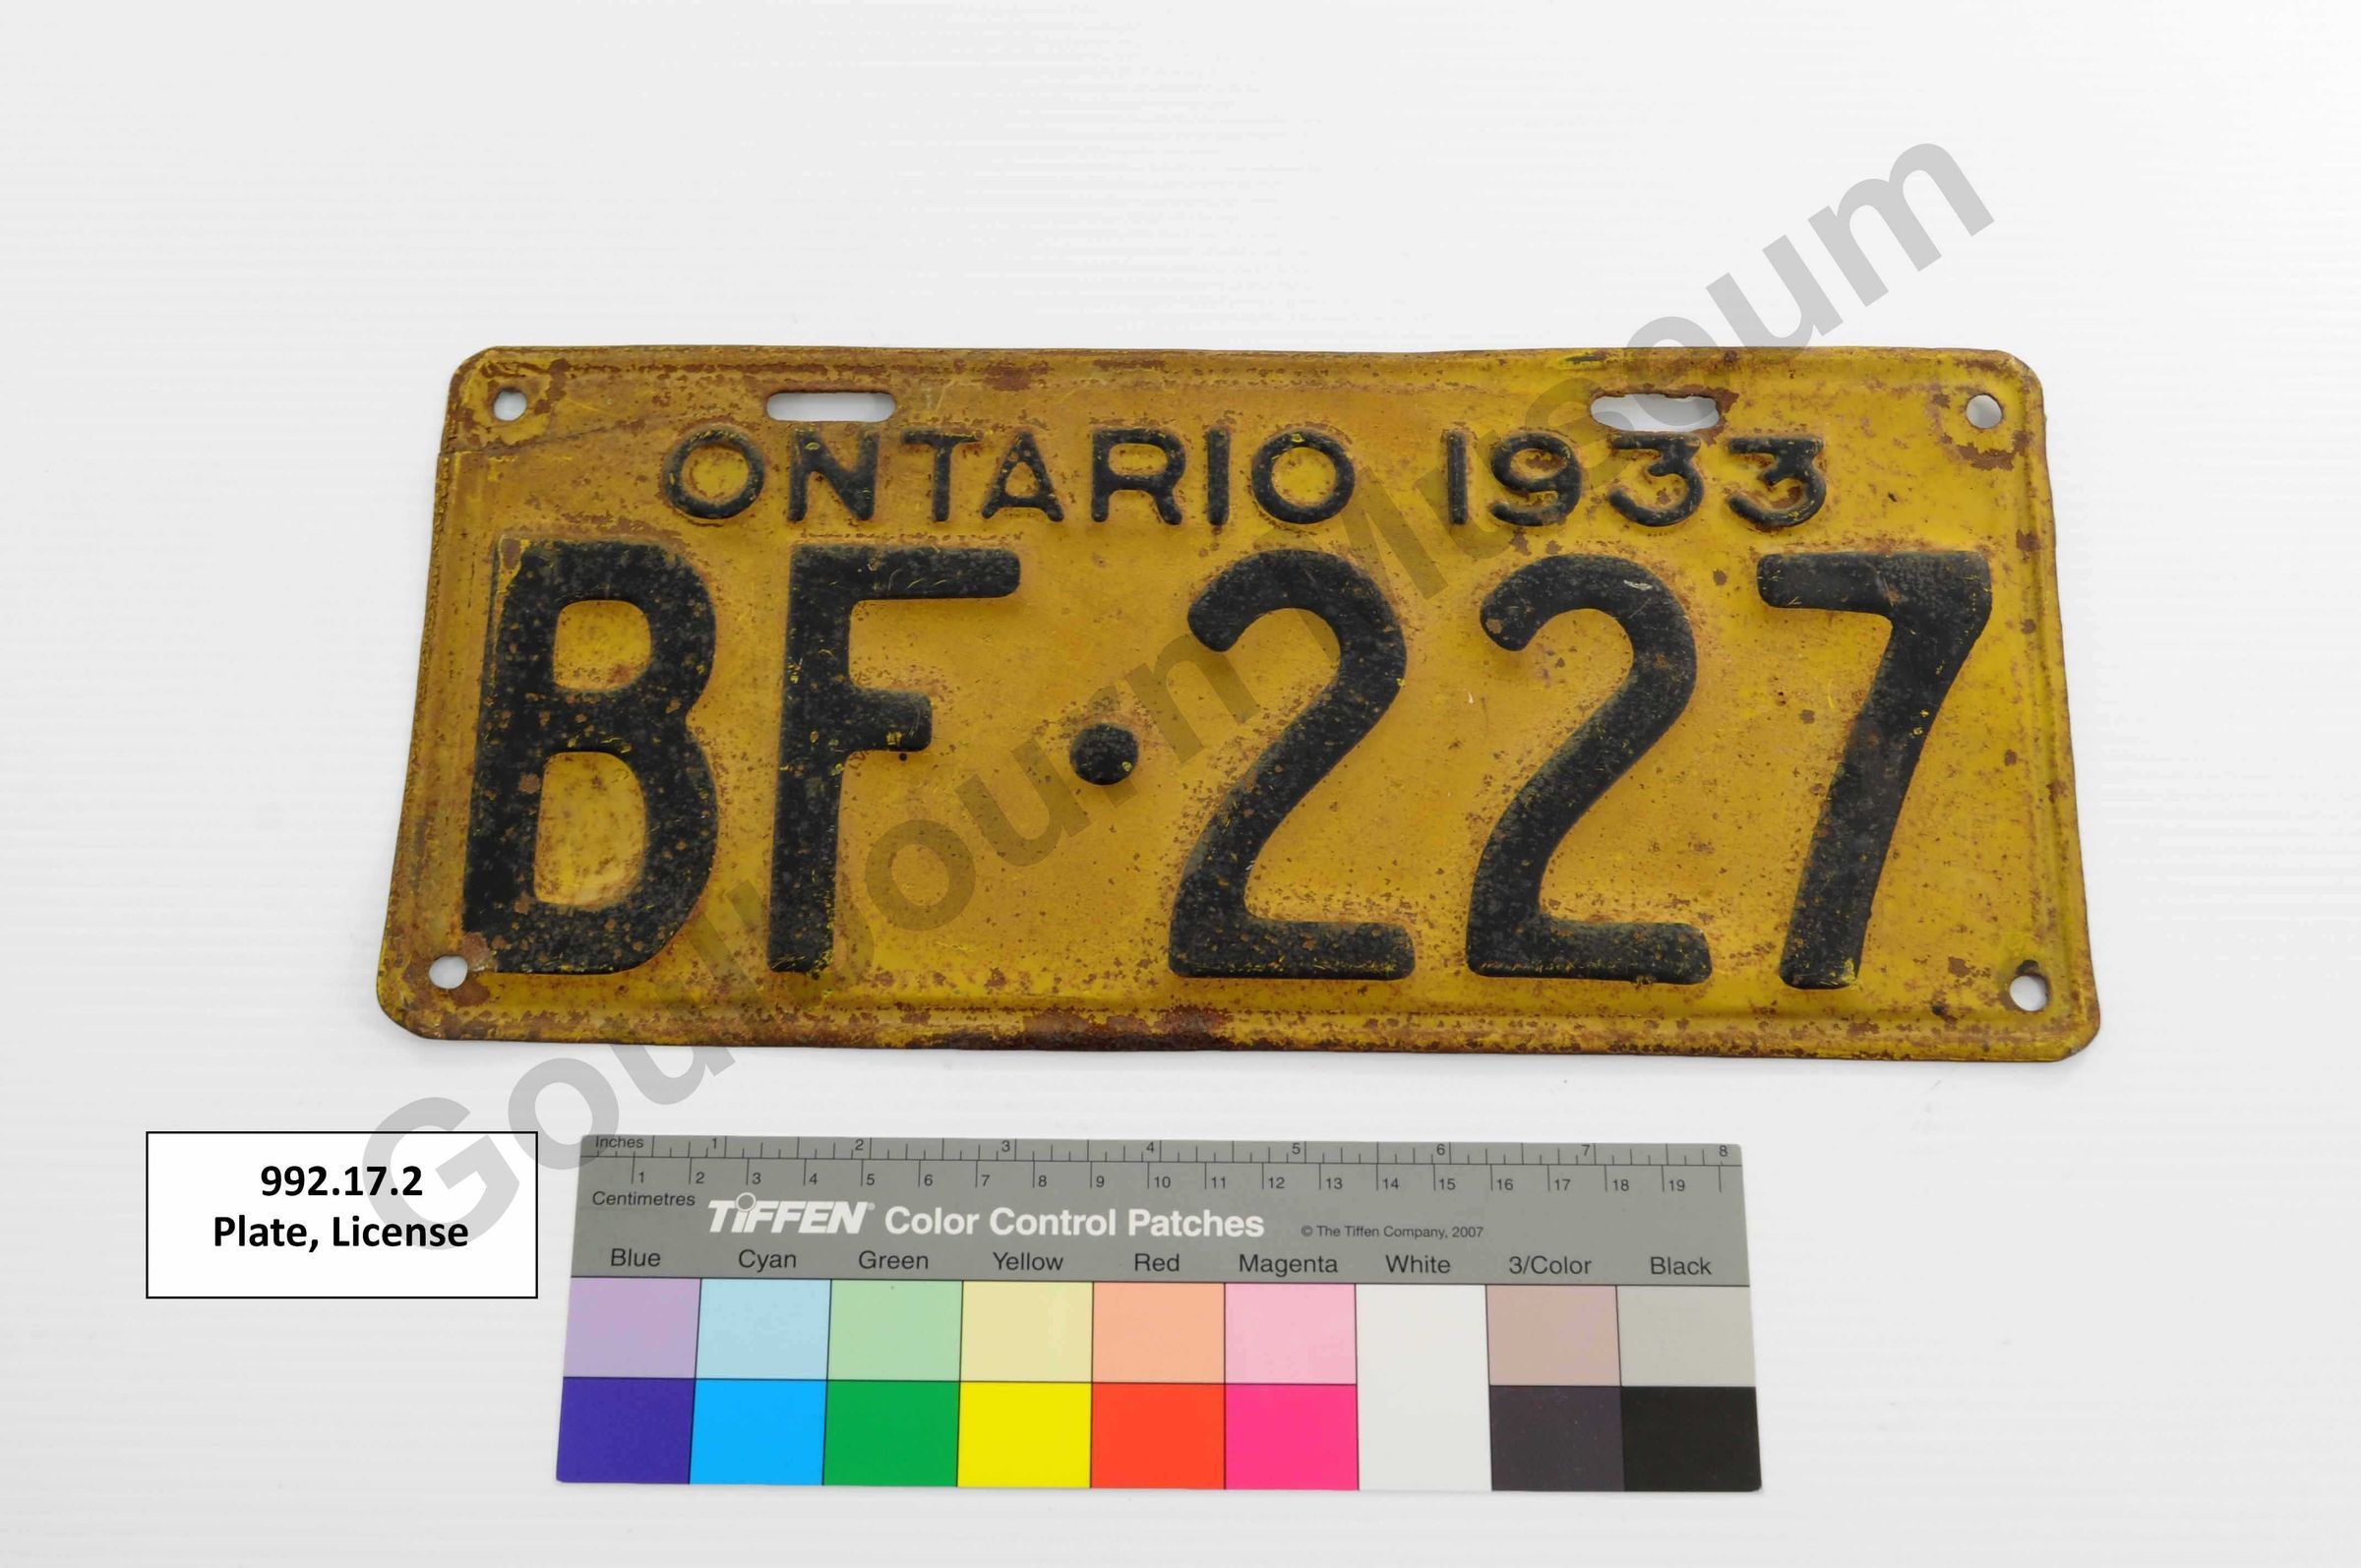 ONTARIO 1933
BF·227
Goulbourn Museum
992.17.2
Plate, License
Inches 1 2 3 4 5 6 7 8
1 2 3 4 5 6 7 8 9 10 11 12 13 14 15 16 17 18 19
Centimetres
TiFFEN® Color Control Patches © The Tiffen Company, 2007
Blue Cyan Green Yellow Red Magenta White 3/Color Black